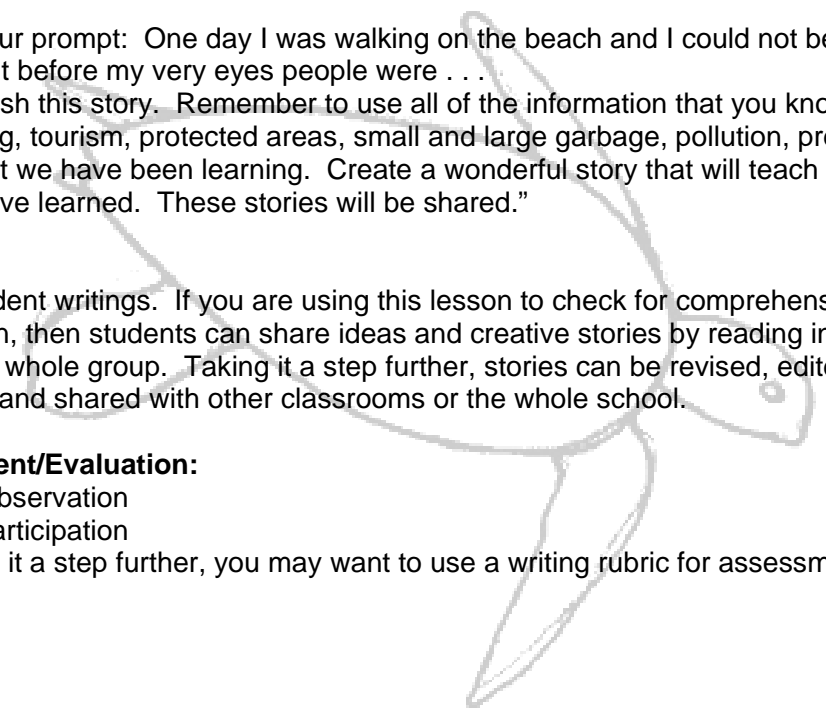 ur prompt:  One day I was walking on the beach and I could not be
t before my very eyes people were . . .
sh this story.  Remember to use all of the information that you kno
g, tourism, protected areas, small and large garbage, pollution, pre
t we have been learning.  Create a wonderful story that will teach
ve learned.  These stories will be shared.”
dent writings.  If you are using this lesson to check for comprehens
n, then students can share ideas and creative stories by reading in
whole group.  Taking it a step further, stories can be revised, edite
and shared with other classrooms or the whole school.
ent/Evaluation:
bservation
articipation
it a step further, you may want to use a writing rubric for assessm